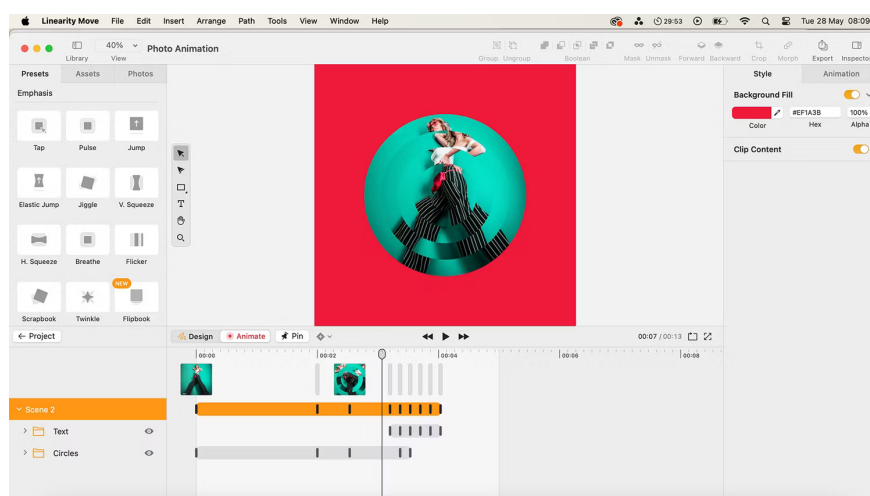 Linearity Move File Edit Insert Arrange Path Tools View Window Help 29:53 Tue 28 May 08:09
40% Photo Animation
Library View Group Ungroup Boolean Mask Unmask Forward Backward Crop Morph Export Inspector
Presets Assets Photos Style Animation
Emphasis Background Fill
#EF1A3B 100%
Color Hex Alpha
Tap Pulse Jump
Clip Content
Elastic Jump Jiggle V. Squeeze
T
H. Squeeze Breathe Flicker
NEW
Scrapbook Twinkle Flipbook
Project Design Animate Pin 00:07 / 00:13
00:00 00:02 00:04 00:06 00:08
Scene 2
Text
Circles